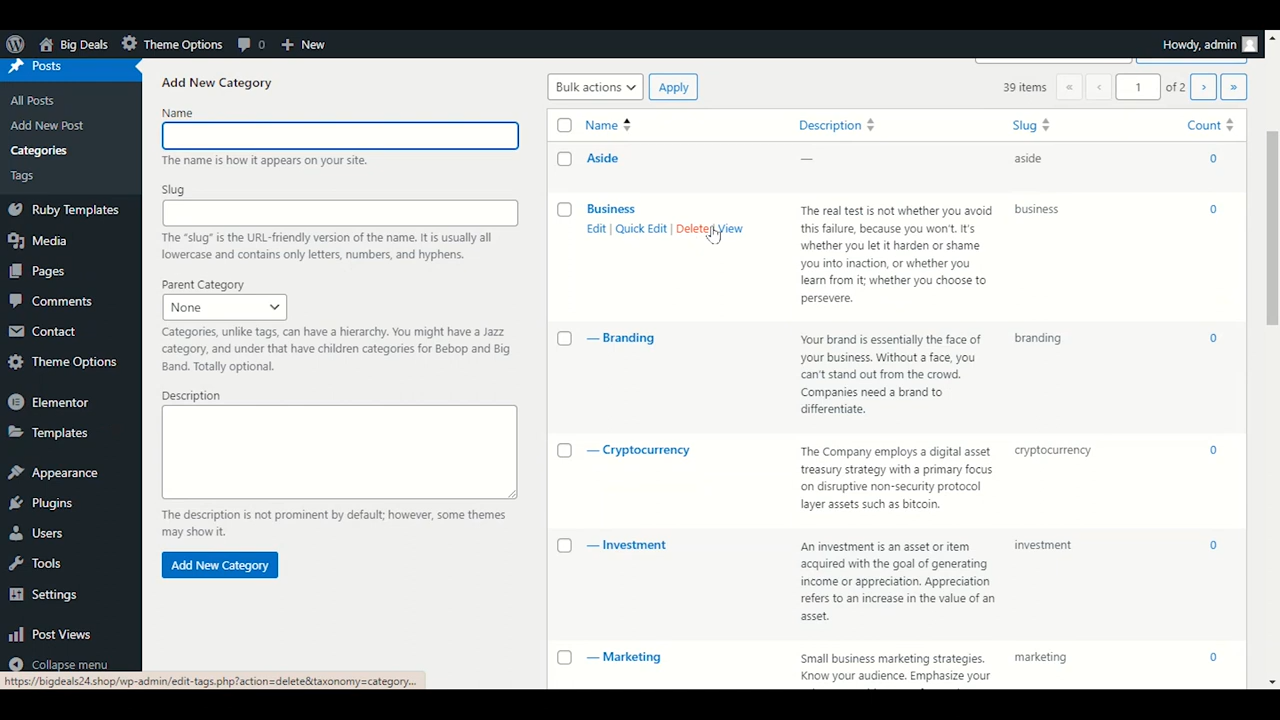 Big Deals Theme Options 0 New Howdy, admin
Posts
All Posts
Add New Post
Categories
Tags
Ruby Templates
Media
Pages
Comments
Contact
Theme Options
Elementor
Templates
Appearance
Plugins
Users
Tools
Settings
Post Views
Collapse menu
Add New Category
Name
The name is how it appears on your site.
Slug
The “slug” is the URL-friendly version of the name. It is usually all
lowercase and contains only letters, numbers, and hyphens.
Parent Category
None
Categories, unlike tags, can have a hierarchy. You might have a Jazz
category, and under that have children categories for Bebop and Big
Band. Totally optional.
Description
The description is not prominent by default; however, some themes
may show it.
Add New Category
Bulk actions Apply 39 items « ‹ 1 of 2 › »
Name Description Slug Count
Aside — aside 0
Business
Edit | Quick Edit | Delete | View
The real test is not whether you avoid
this failure, because you won't. It's
whether you let it harden or shame
you into inaction, or whether you
learn from it; whether you choose to
persevere.
business 0
— Branding
Your brand is essentially the face of
your business. Without a face, you
can't stand out from the crowd.
Companies need a brand to
differentiate.
branding 0
— Cryptocurrency
The Company employs a digital asset
treasury strategy with a primary focus
on disruptive non-security protocol
layer assets such as bitcoin.
cryptocurrency 0
— Investment
An investment is an asset or item
acquired with the goal of generating
income or appreciation. Appreciation
refers to an increase in the value of an
asset.
investment 0
— Marketing
Small business marketing strategies.
Know your audience. Emphasize your
marketing 0
https://bigdeals24.shop/wp-admin/edit-tags.php?action=delete&taxonomy=category...